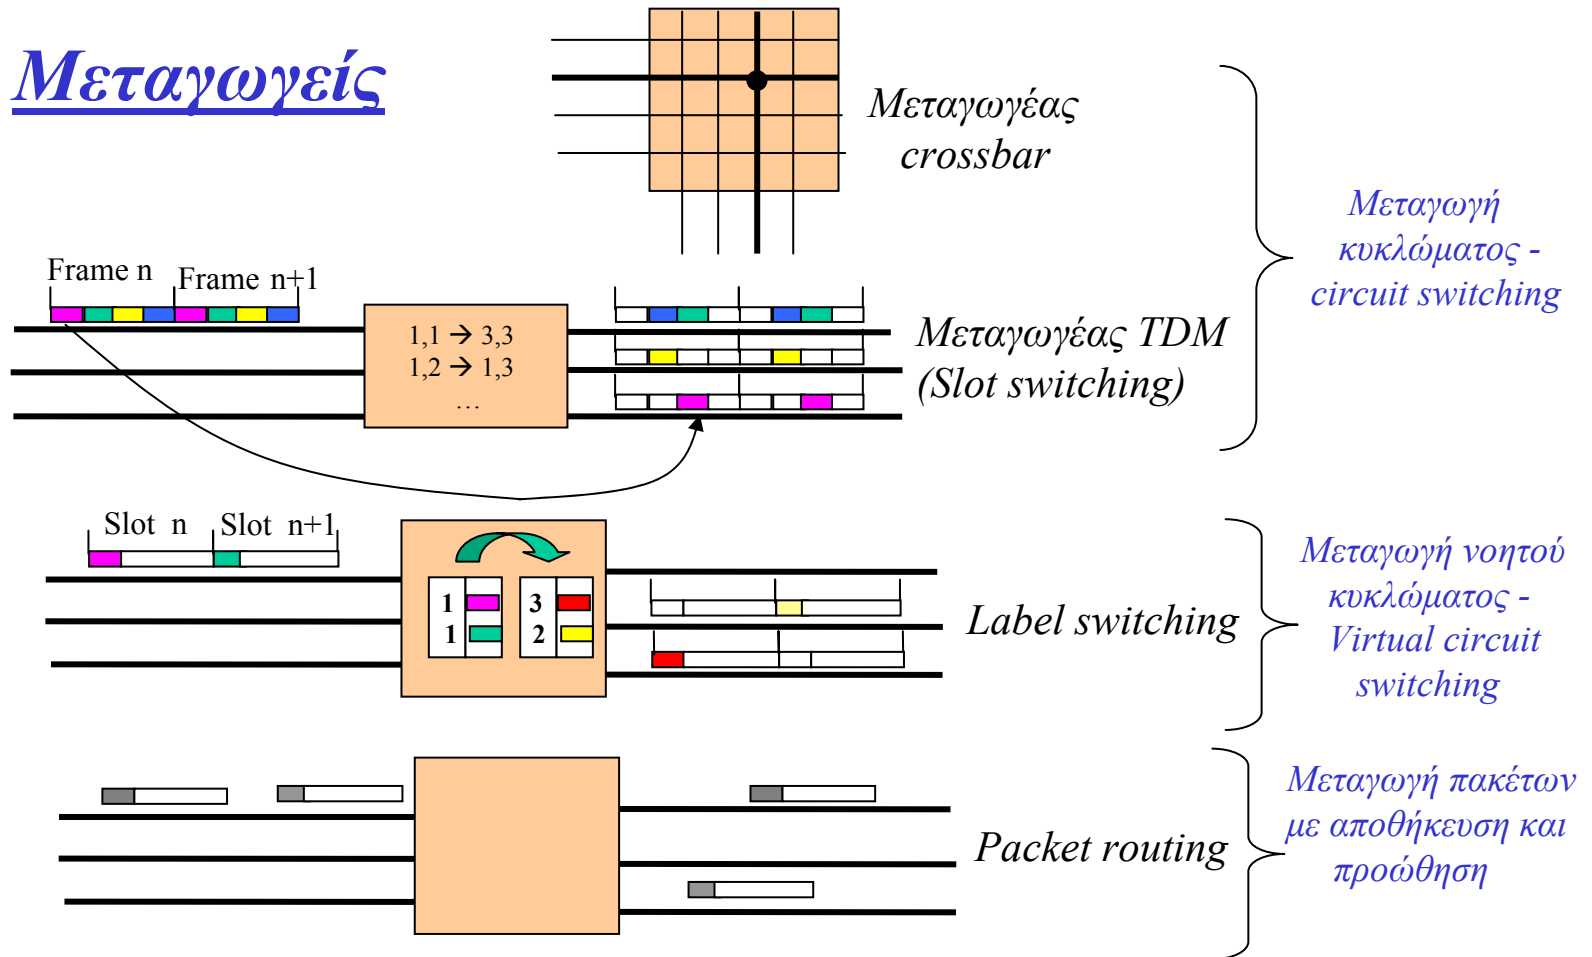 Μεταγωγείς
Μεταγωγέας
crossbar
Μεταγωγή
κυκλώματος -
circuit switching
Frame n
Frame n+1
1,1 → 3,3
1,2 → 1,3
…
Μεταγωγέας TDM
(Slot switching)
Slot n
Slot n+1
1
3
1
2
Label switching
Μεταγωγή νοητού
κυκλώματος -
Virtual circuit
switching
Packet routing
Μεταγωγή πακέτων
με αποθήκευση και
προώθηση